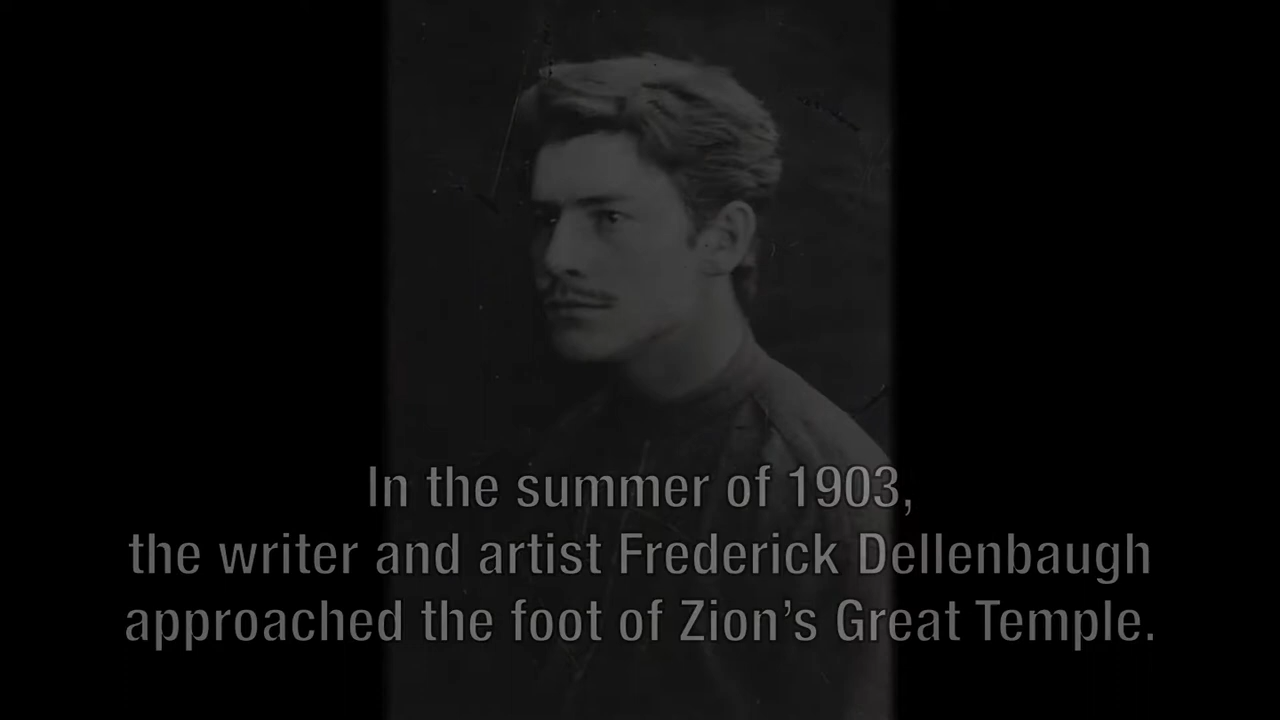 In the summer of 1903,
the writer and artist Frederick Dellenbaugh
approached the foot of Zion’s Great Temple.